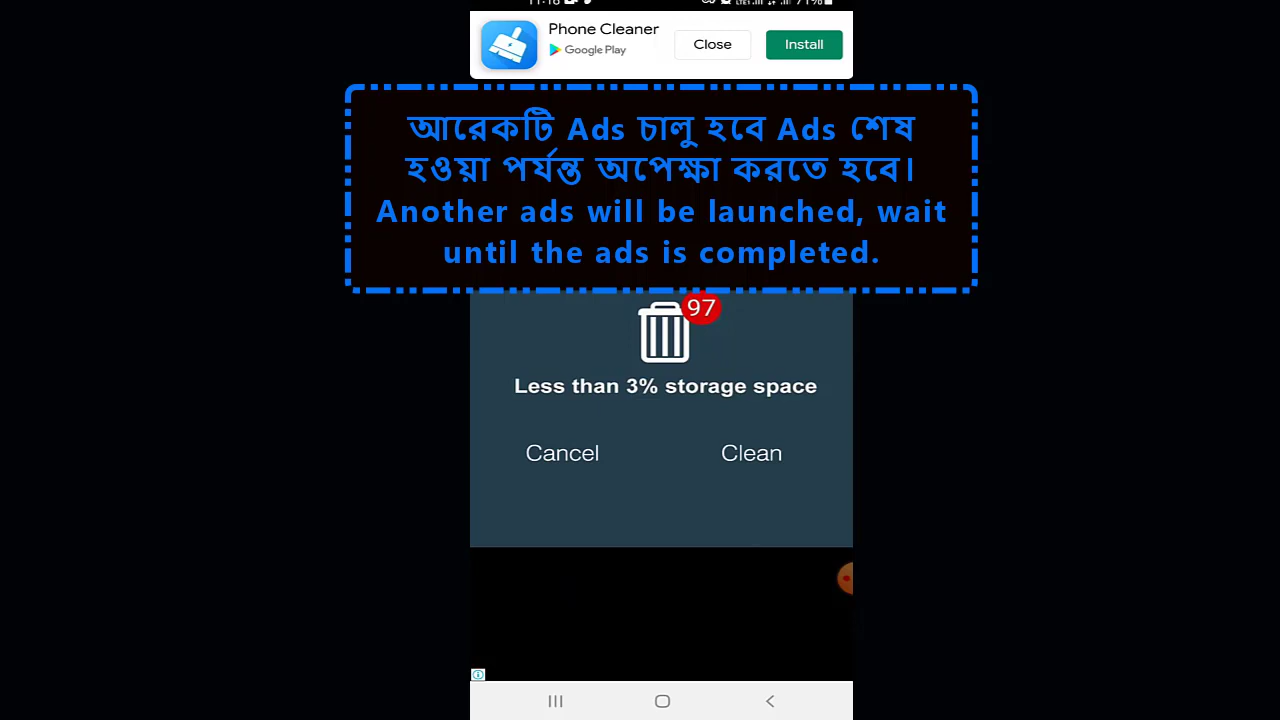 Phone Cleaner
Google Play
Close
Install
আরেকটি Ads চালু হবে Ads শেষ
হওয়া পর্যন্ত অপেক্ষা করতে হবে।
Another ads will be launched, wait
until the ads is completed.
97
Less than 3% storage space
Cancel
Clean